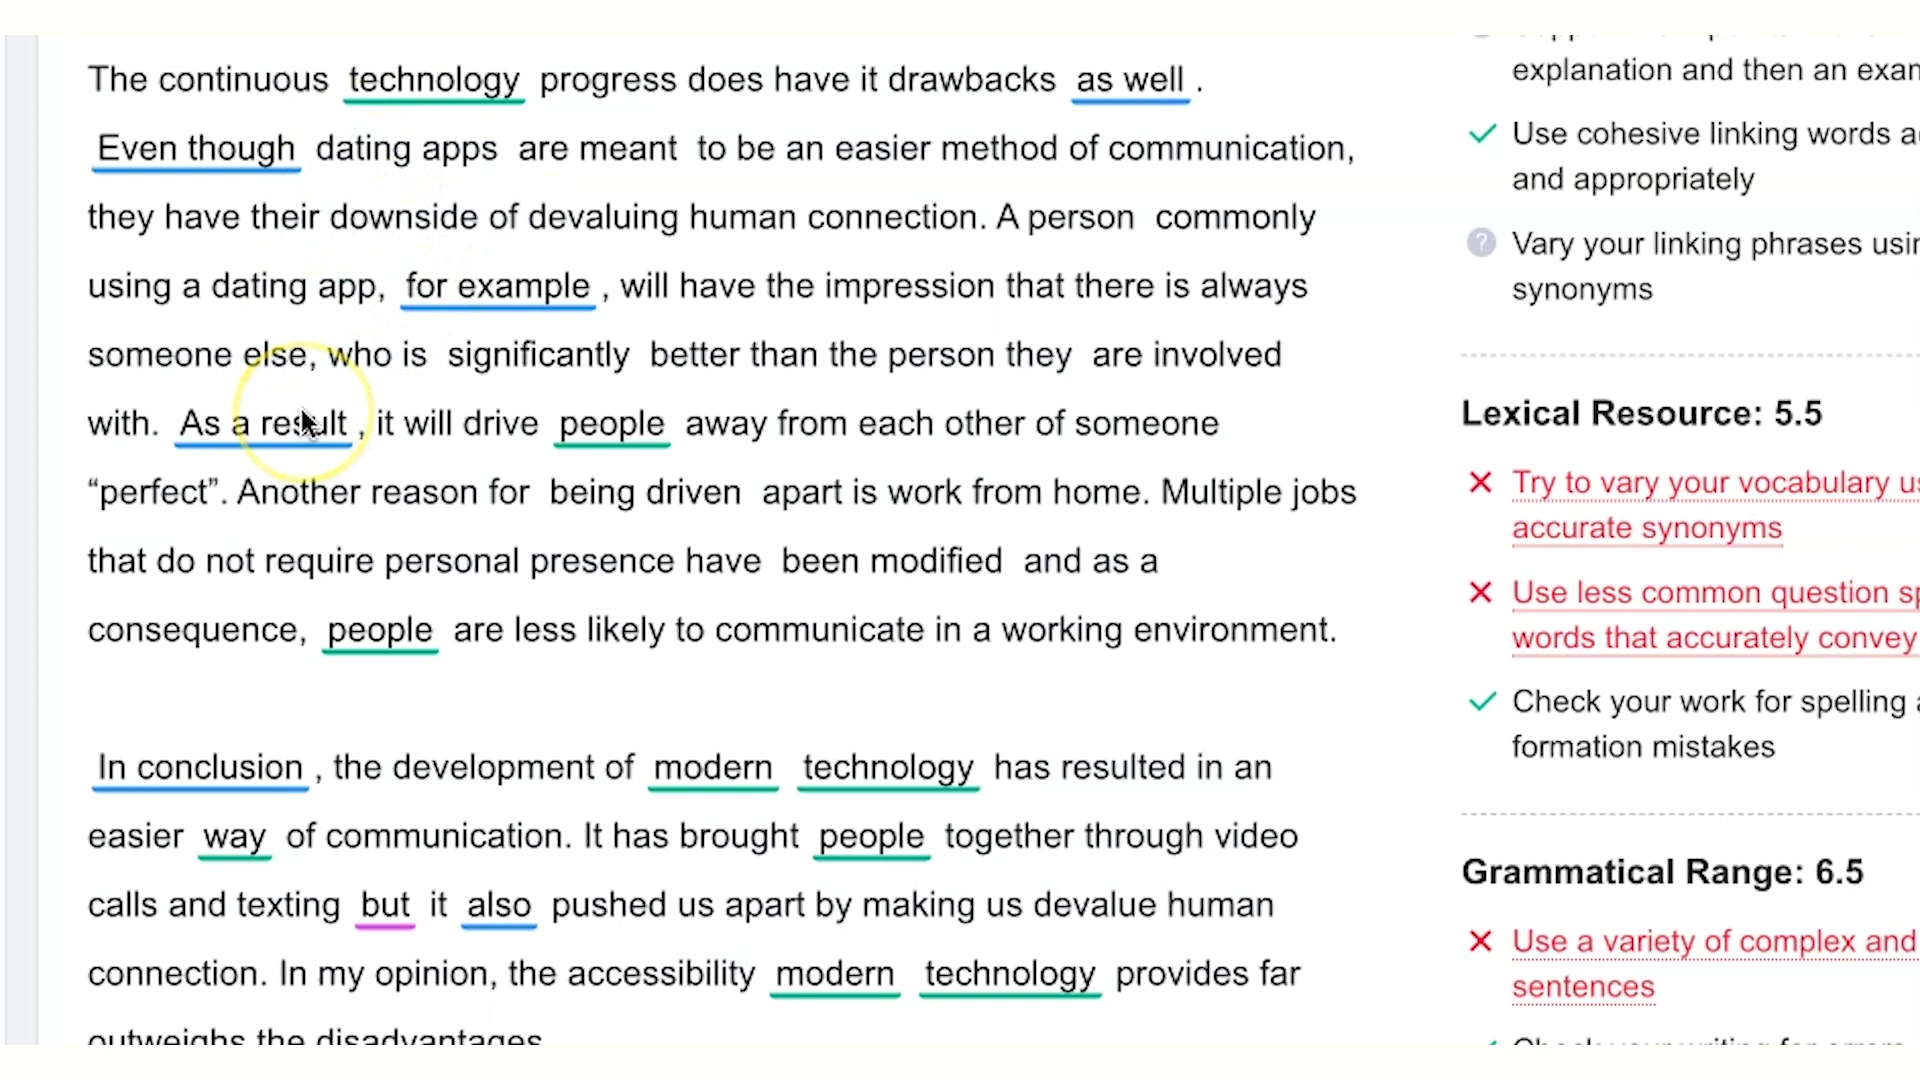 The continuous technology progress does have it drawbacks as well .
Even though dating apps are meant to be an easier method of communication,
they have their downside of devaluing human connection. A person commonly
using a dating app, for example , will have the impression that there is always
someone else, who is significantly better than the person they are involved
with. As a result , it will drive people away from each other of someone
“perfect”. Another reason for being driven apart is work from home. Multiple jobs
that do not require personal presence have been modified and as a
consequence, people are less likely to communicate in a working environment.
In conclusion , the development of modern technology has resulted in an
easier way of communication. It has brought people together through video
calls and texting but it also pushed us apart by making us devalue human
connection. In my opinion, the accessibility modern technology provides far
outweighs the disadvantages
explanation and then an exam
Use cohesive linking words a
and appropriately
? Vary your linking phrases usin
synonyms
Lexical Resource: 5.5
Try to vary your vocabulary us
accurate synonyms
Use less common question sp
words that accurately convey
Check your work for spelling a
formation mistakes
Grammatical Range: 6.5
Use a variety of complex and
sentences